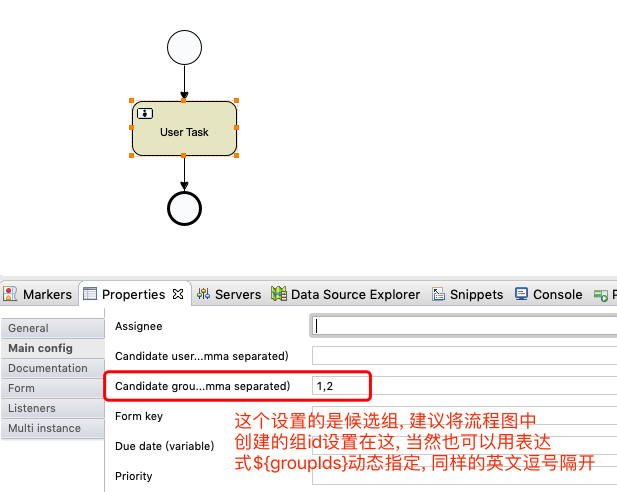 User Task
Markers
Properties
Servers
Data Source Explorer
Snippets
Console
General
Main config
Documentation
Form
Listeners
Multi instance
Assignee
Candidate user...mma separated)
Candidate grou...mma separated)
1,2
Form key
Due date (variable)
Priority
这个设置的是候选组, 建议将流程图中
创建的组id设置在这, 当然也可以用表达
式${groupIds}动态指定, 同样的英文逗号隔开